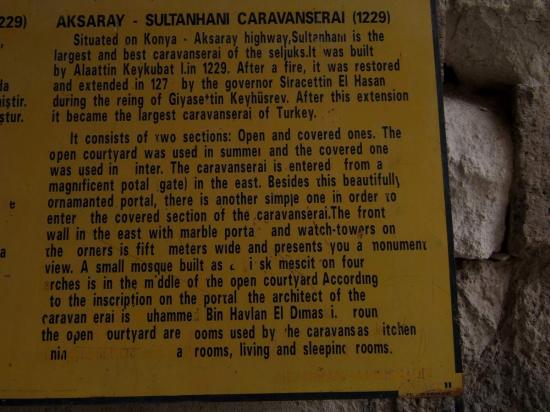 229)
AKSARAY - SULTANHANI CARAVANSERAI (1229)
Situated on Konya - Aksaray highway,Sultanhani is the
largest and best caravanserai of the seljuks.It was built
by Alaattin Keykubat I.in 1229. After a fire, it was restored
and extended in 127 by the governor Siracettin El Hasan
during the reing of Giyasettin Keyhüsrev. After this extension
it became the largest caravanserai of Turkey.
It consists of two sections: Open and covered ones. The
open courtyard was used in summer and the covered one
was used in inter. The caravanserai is entered from a
magnificent potal gate) in the east. Besides this beautifully
ornamanted portal, there is another simple one in order to
enter the covered section of the caravanserai.The front
wall in the east with marble porta and watch-towers on
the orners is fift meters wide and presents you a monument
view. A small mosque built as a sk mescit on four
rches is in the middle of the open courtyard According
to the inscription on the portal the architect of the
caravan erai is uhamme Bin Havlan El Dımas i. roun
the open ourtyard are ooms used by the caravansas itchen
nin a rooms, living and sleeping rooms.
11